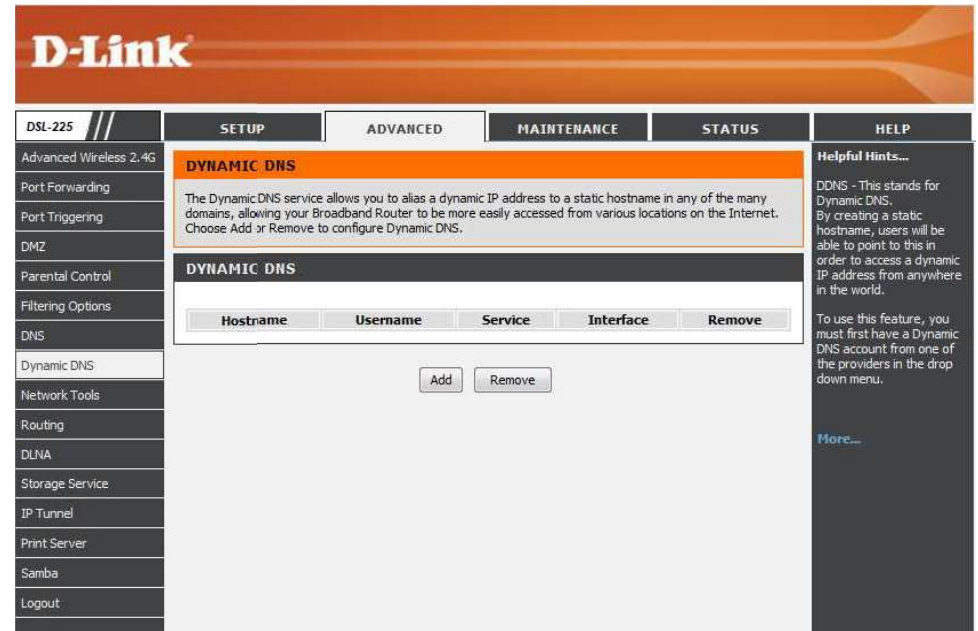 D-Link
DSL-225
SETUP
ADVANCED
MAINTENANCE
STATUS
HELP
Advanced Wireless 2.4G
Port Forwarding
Port Triggering
DMZ
Parental Control
Filtering Options
DNS
Dynamic DNS
Network Tools
Routing
DLNA
Storage Service
IP Tunnel
Print Server
Samba
Logout
DYNAMIC DNS
The Dynamic DNS service allows you to alias a dynamic IP address to a static hostname in any of the many
domains, allowing your Broadband Router to be more easily accessed from various locations on the Internet.
Choose Add or Remove to configure Dynamic DNS.
DYNAMIC DNS
Hostname
Username
Service
Interface
Remove
Add
Remove
Helpful Hints...
DDNS - This stands for
Dynamic DNS.
By creating a static
hostname, users will be
able to point to this in
order to access a dynamic
IP address from anywhere
in the world.
To use this feature, you
must first have a Dynamic
DNS account from one of
the providers in the drop
down menu.
More...